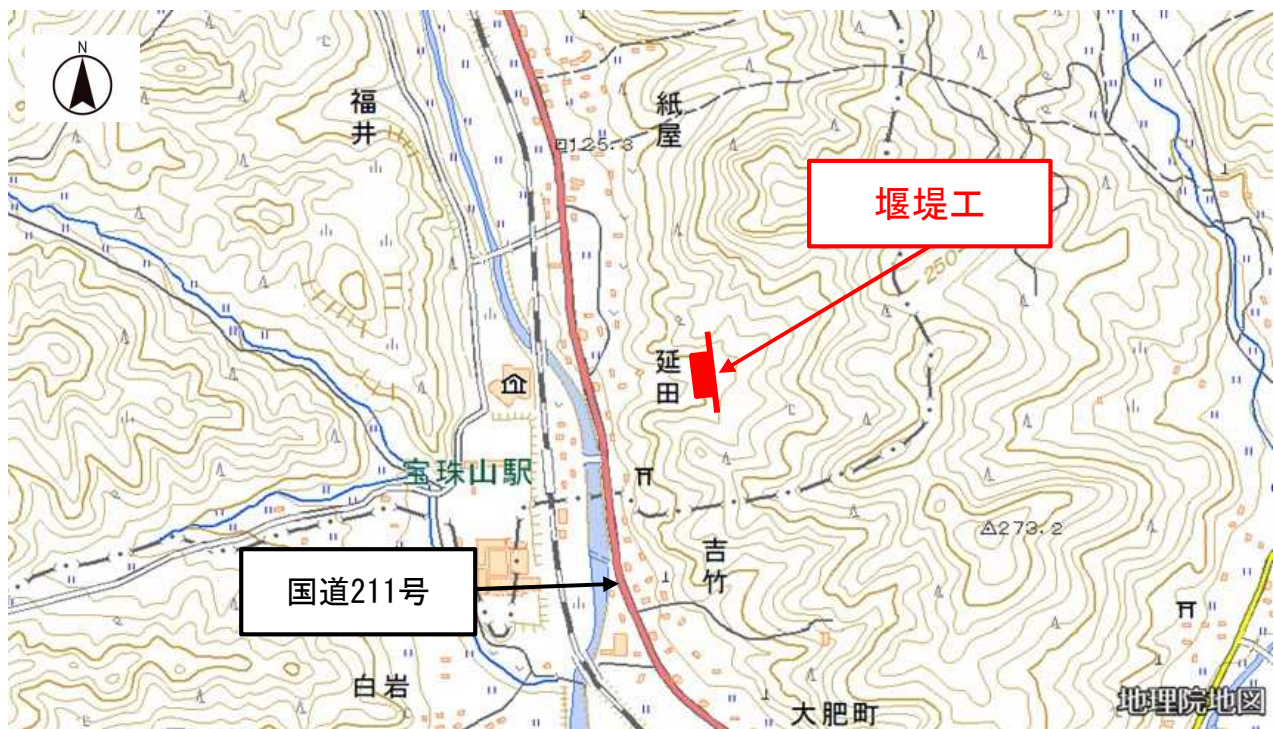 N
福井
紙屋
125.3
堰堤工
250
延田
宝珠山駅
273.2
吉竹
国道211号
白岩
大肥町
地理院地図